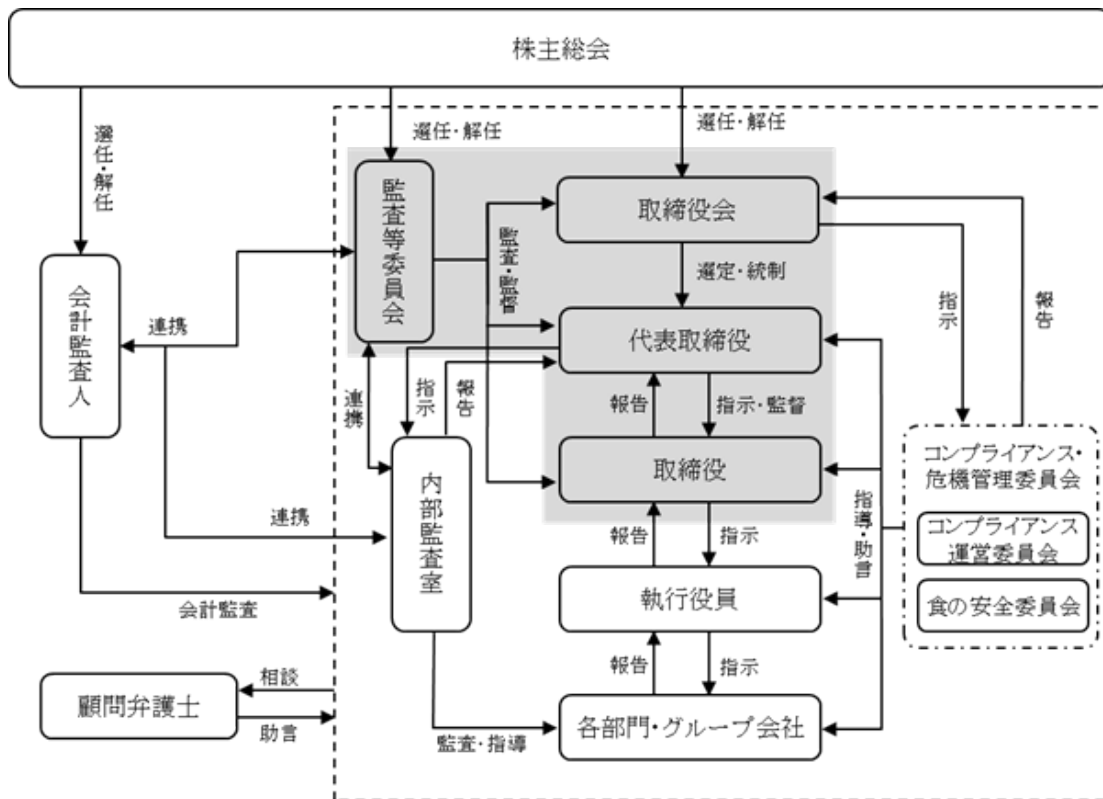 株主総会
選任・解任
選任・解任
選任・解任
監査等委員会
取締役会
監査・監督
選定・統制
指示
報告
会計監査人
連携
代表取締役
連携
指示
報告
報告
指示・監督
内部監査室
取締役
コンプライアンス・
危機管理委員会
コンプライアンス
運営委員会
食の安全委員会
指導・助言
連携
報告
指示
会計監査
執行役員
報告
指示
顧問弁護士
相談
助言
監査・指導
各部門・グループ会社